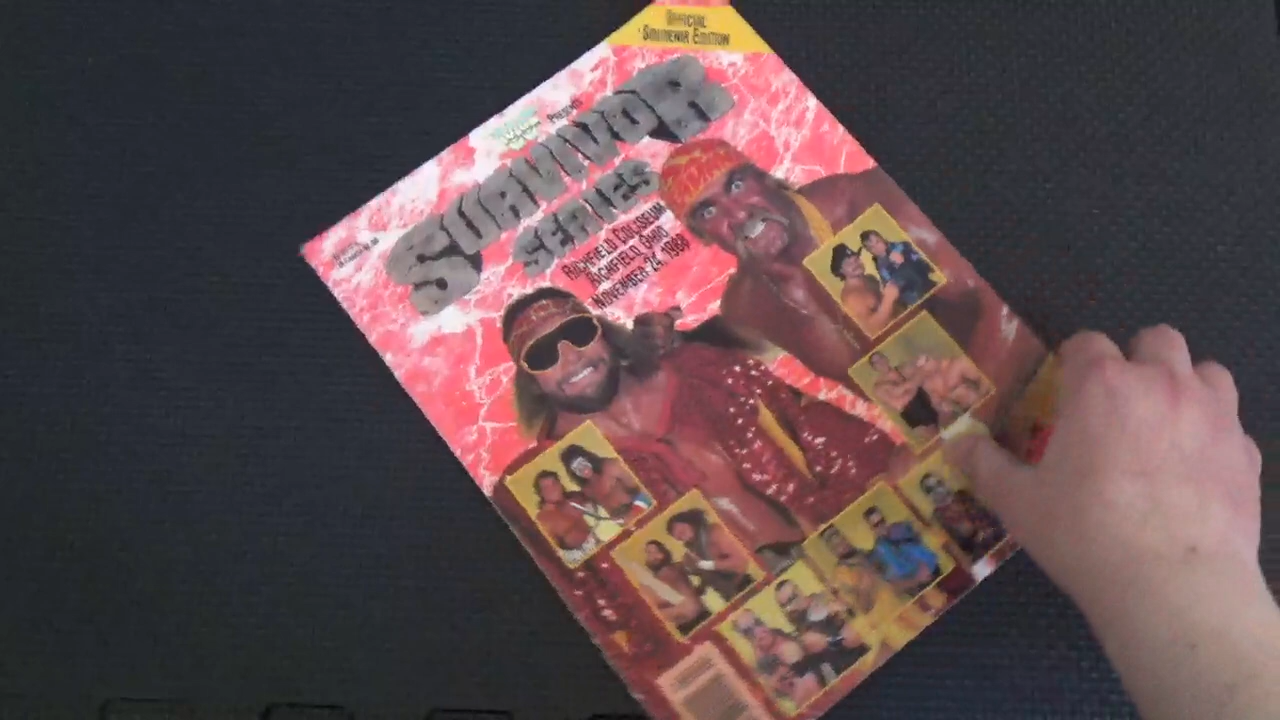 Official
Souvenir Edition
Presents
Survivor
Series
Richfield Coliseum
Richfield, Ohio
November 24, 1988